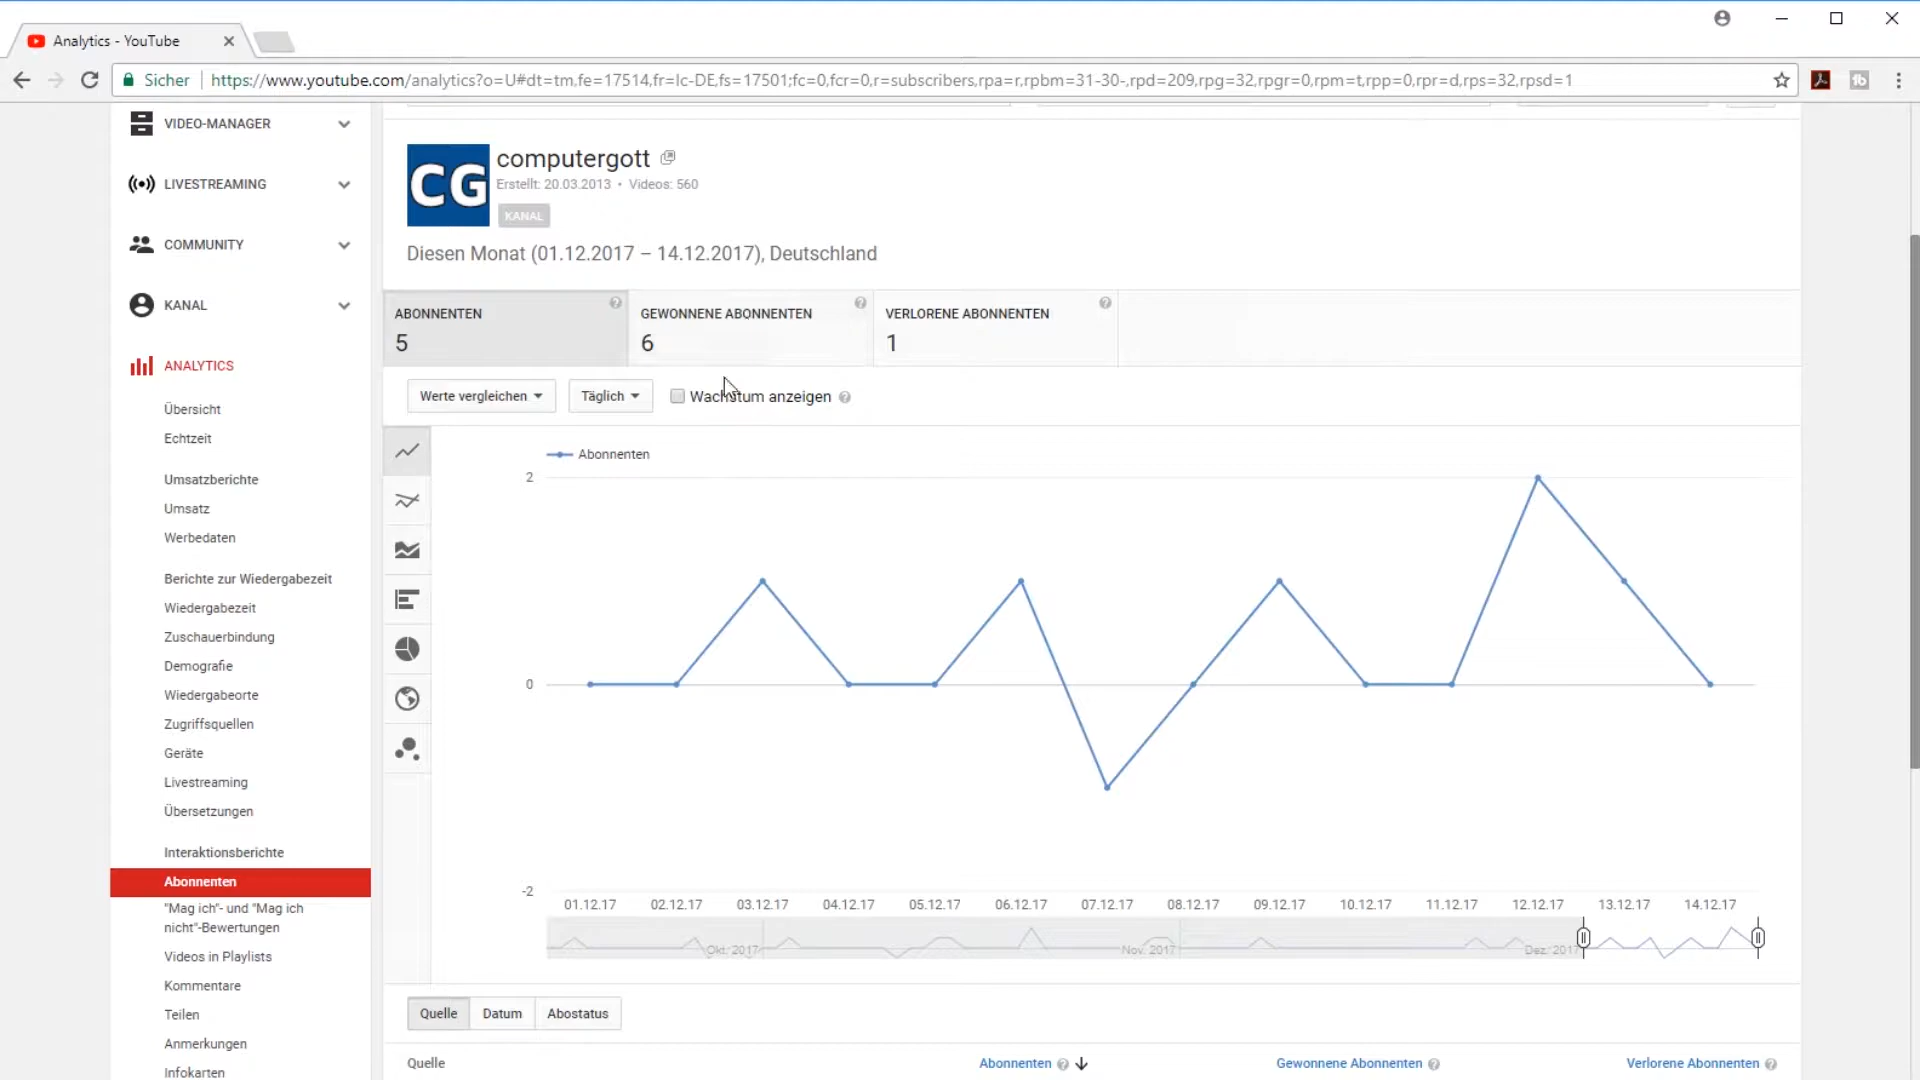 Analytics - YouTube
Sicher
https://www.youtube.com/analytics?o=U#dt=tm,fe=17514,fr=lc-DE,fs=17501;fc=0,fcr=0,r=subscribers,rpa=r,rpbm=31-30-,rpd=209,rpg=32,rpgr=0,rpm=t,rpp=0,rpr=d,rps=32,rpsd=1
VIDEO-MANAGER
LIVESTREAMING
COMMUNITY
KANAL
ANALYTICS
Übersicht
Echtzeit
Umsatzberichte
Umsatz
Werbedaten
Berichte zur Wiedergabezeit
Wiedergabezeit
Zuschauerbindung
Demografie
Wiedergabeorte
Zugriffsquellen
Geräte
Livestreaming
Übersetzungen
Interaktionsberichte
Abonnenten
"Mag ich"- und "Mag ich
nicht"-Bewertungen
Videos in Playlists
Kommentare
Teilen
Anmerkungen
Infokarten
CG
computergott
Erstellt: 20.03.2013 • Videos: 560
KANAL
Diesen Monat (01.12.2017 – 14.12.2017), Deutschland
ABONNENTEN
5
GEWONNENE ABONNENTEN
6
VERLORENE ABONNENTEN
1
Werte vergleichen
Täglich
Wachstum anzeigen
Abonnenten
2
0
-2
01.12.17 02.12.17 03.12.17 04.12.17 05.12.17 06.12.17 07.12.17 08.12.17 09.12.17 10.12.17 11.12.17 12.12.17 13.12.17 14.12.17
Okt. 2017 Nov. 2017 Dez. 2017
Quelle Datum Abostatus
Quelle Abonnenten Gewonnene Abonnenten Verlorene Abonnenten